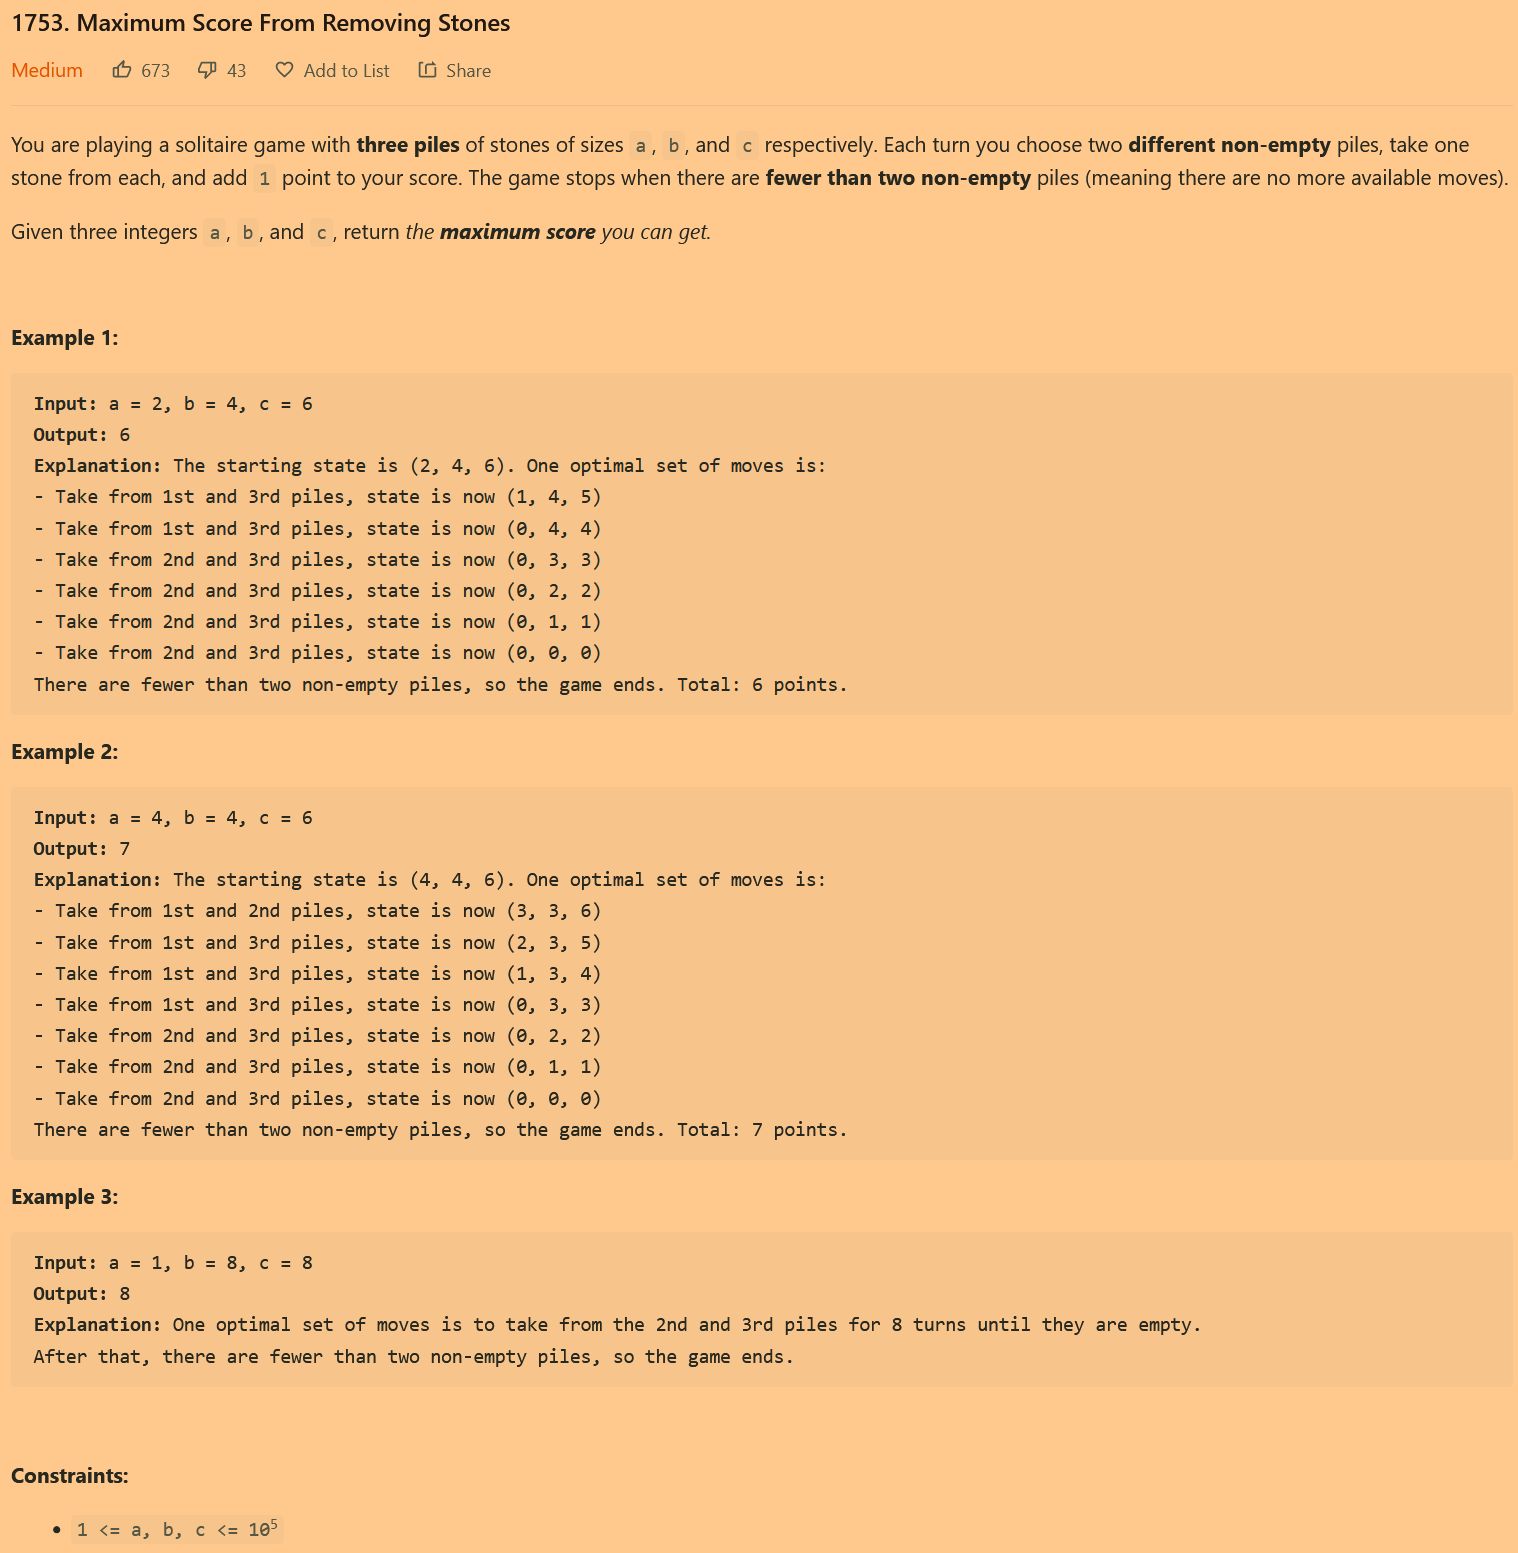 1753. Maximum Score From Removing Stones
Medium 673 43 Add to List Share
You are playing a solitaire game with three piles of stones of sizes a, b, and c respectively. Each turn you choose two different non-empty piles, take one
stone from each, and add 1 point to your score. The game stops when there are fewer than two non-empty piles (meaning there are no more available moves).
Given three integers a, b, and c, return the maximum score you can get.
Example 1:
Input: a = 2, b = 4, c = 6
Output: 6
Explanation: The starting state is (2, 4, 6). One optimal set of moves is:
- Take from 1st and 3rd piles, state is now (1, 4, 5)
- Take from 1st and 3rd piles, state is now (0, 4, 4)
- Take from 2nd and 3rd piles, state is now (0, 3, 3)
- Take from 2nd and 3rd piles, state is now (0, 2, 2)
- Take from 2nd and 3rd piles, state is now (0, 1, 1)
- Take from 2nd and 3rd piles, state is now (0, 0, 0)
There are fewer than two non-empty piles, so the game ends. Total: 6 points.
Example 2:
Input: a = 4, b = 4, c = 6
Output: 7
Explanation: The starting state is (4, 4, 6). One optimal set of moves is:
- Take from 1st and 2nd piles, state is now (3, 3, 6)
- Take from 1st and 3rd piles, state is now (2, 3, 5)
- Take from 1st and 3rd piles, state is now (1, 3, 4)
- Take from 1st and 3rd piles, state is now (0, 3, 3)
- Take from 2nd and 3rd piles, state is now (0, 2, 2)
- Take from 2nd and 3rd piles, state is now (0, 1, 1)
- Take from 2nd and 3rd piles, state is now (0, 0, 0)
There are fewer than two non-empty piles, so the game ends. Total: 7 points.
Example 3:
Input: a = 1, b = 8, c = 8
Output: 8
Explanation: One optimal set of moves is to take from the 2nd and 3rd piles for 8 turns until they are empty.
After that, there are fewer than two non-empty piles, so the game ends.
Constraints:
• 1 <= a, b, c <= 10⁵